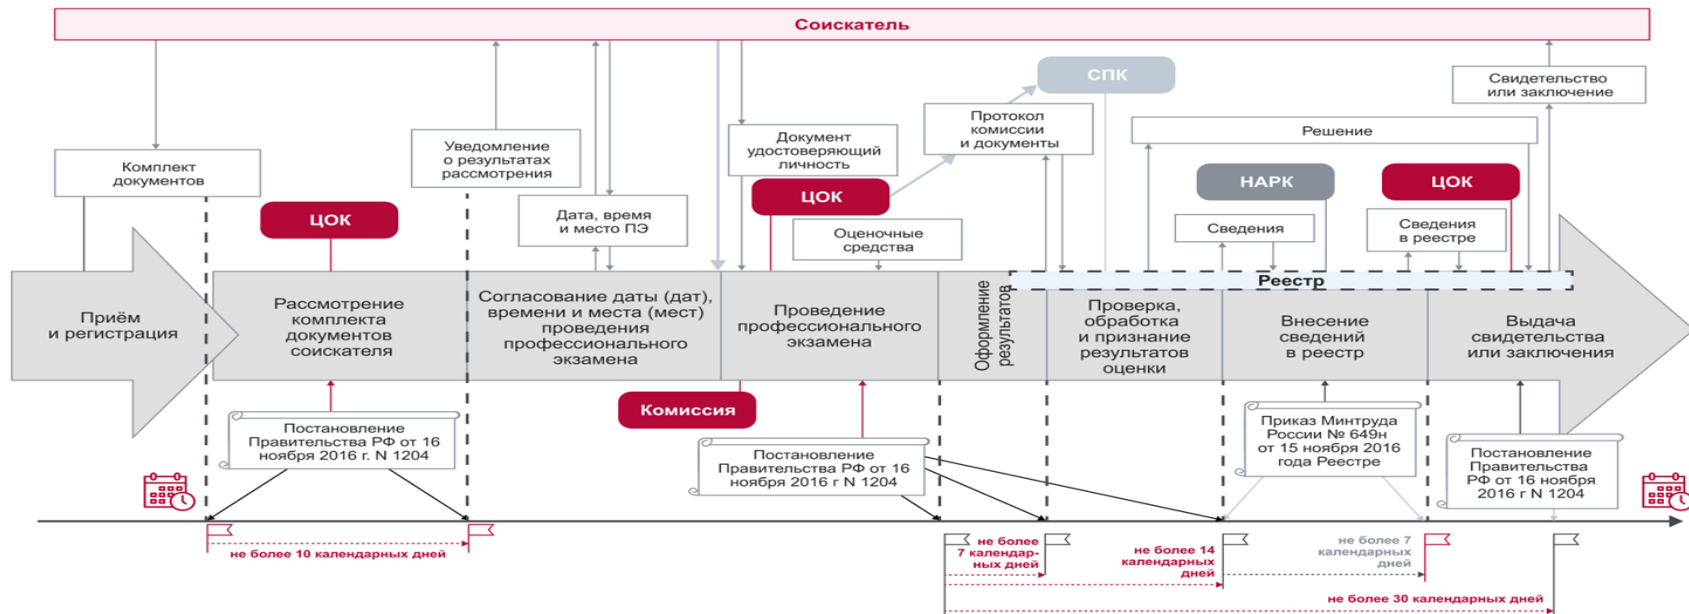 Соискатель
СПК
Свидетельство
или заключение
Протокол
комиссии
и документы
Решение
Документ
удостоверяющий
личность
Уведомление
о результатах
рассмотрения
Комплект
документов
ЦОК
НАРК
ЦОК
ЦОК
Дата, время
и место ПЭ
Оценочные
средства
Сведения
Сведения
в реестре
Реестр
Приём
и регистрация
Рассмотрение
комплекта
документов
соискателя
Согласование даты (дат),
времени и места (мест)
проведения
профессионального
экзамена
Проведение
профессионального
экзамена
Оформление
результатов
Проверка,
обработка
и признание
результатов
оценки
Внесение
сведений
в реестр
Выдача
свидетельства
или заключения
Комиссия
Постановление
Правительства РФ от 16
ноября 2016 г. N 1204
Постановление
Правительства РФ от 16
ноября 2016 г N 1204
Приказ Минтруда
России № 649н
от 15 ноября 2016
года Реестре
Постановление
Правительства
РФ от 16 ноября
2016 г N 1204
не более 10 календарных дней
не более
7 календар-
ных дней
не более 14
календарных
дней
не более 7
календарных
дней
не более 30 календарных дней